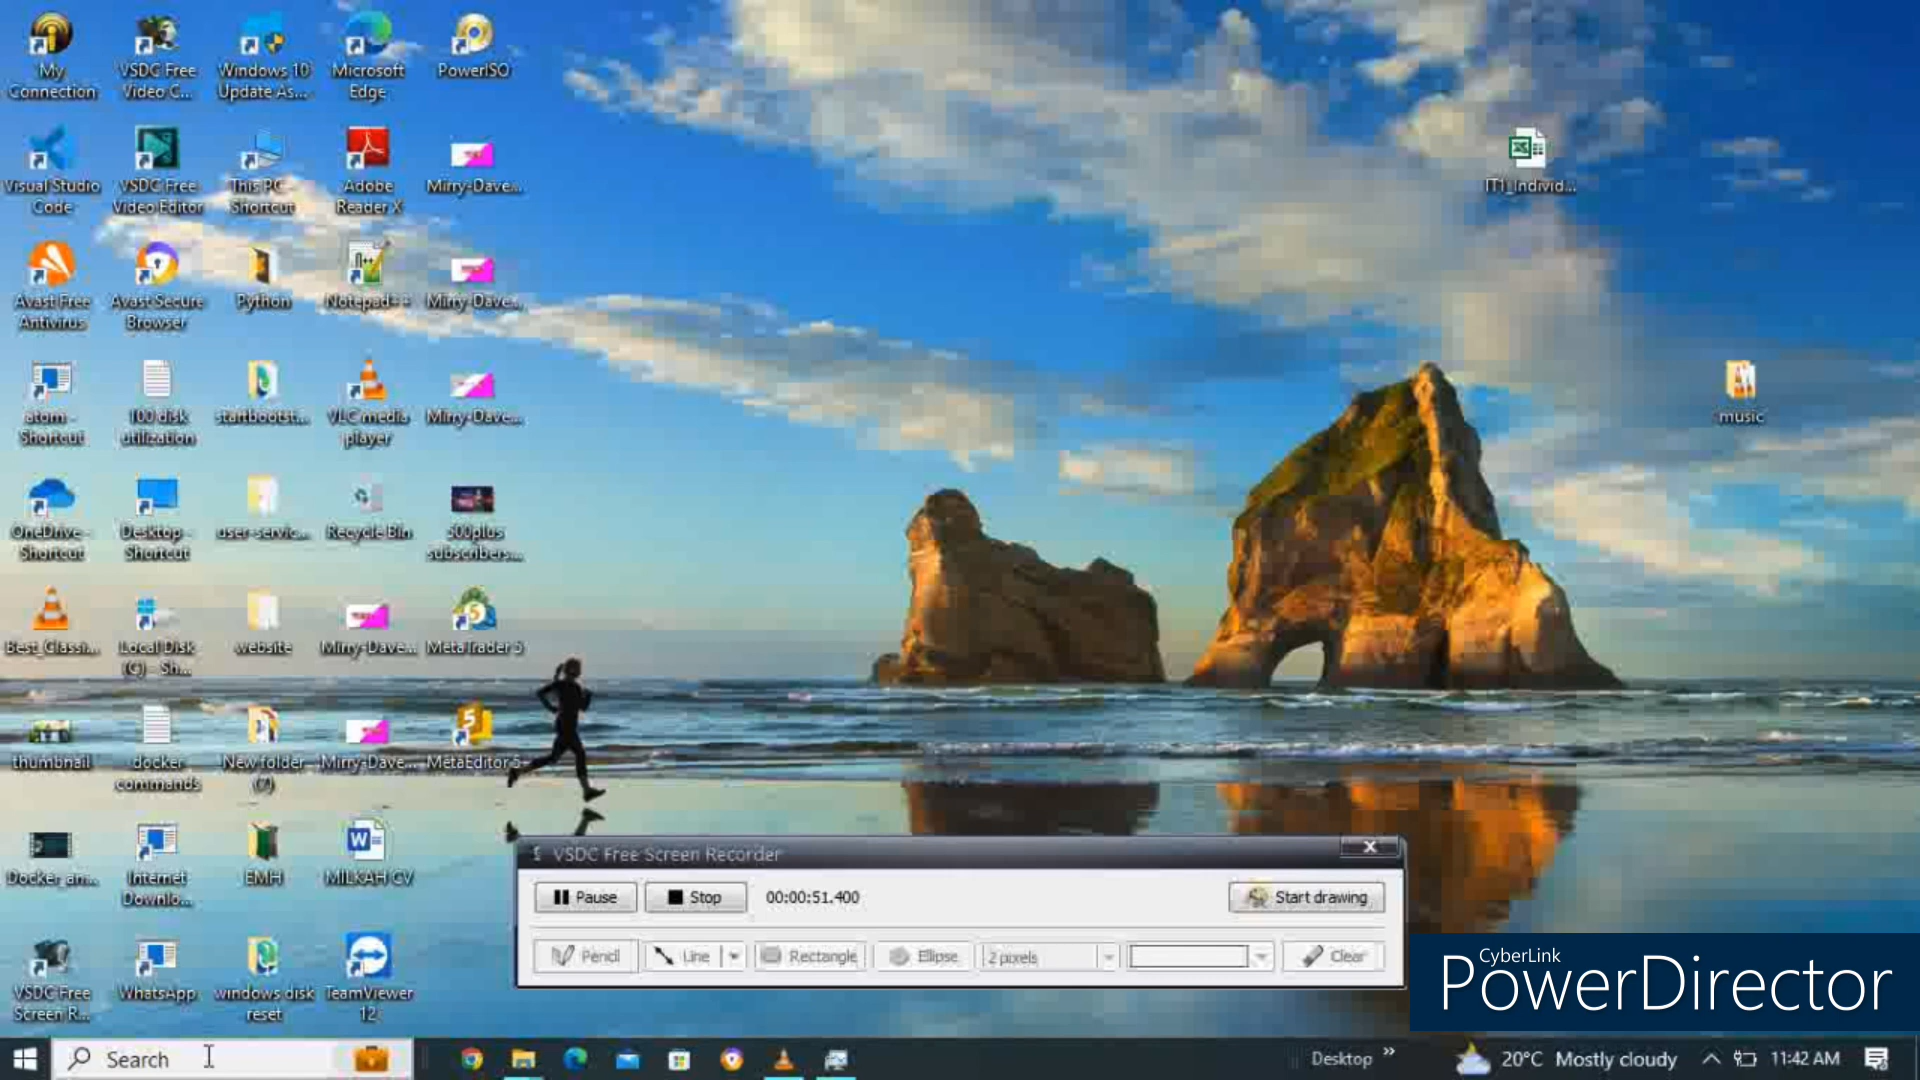 My
Connection
VSDC Free
Video C...
Windows 10
Update As...
Microsoft
Edge
PowerISO
Visual Studio
Code
VSDC Free
Video Editor
This PC -
Shortcut
Adobe
Reader X
Mirry-Dave...
IT1_Individ...
Avast Free
Antivirus
Avast Secure
Browser
Python
Notepad++
Mirry-Dave...
atom -
Shortcut
100 disk
utilization
startbootst...
VLC media
player
Mirry-Dave...
music
OneDrive -
Shortcut
Desktop -
Shortcut
user-servic...
Recycle Bin
500plus
subscribers...
Best_Classi...
Local Disk
(C) - Sh...
website
Mirry-Dave...
MetaTrader 5
thumbnail
docker
commands
New folder
(7)
Mirry-Dave...
MetaEditor 5
Docker_an...
Internet
Downlo...
EMH
MILKAH CV
VSDC Free
Screen R...
WhatsApp
windows disk
reset
TeamViewer
12
VSDC Free Screen Recorder
Pause
Stop
00:00:51.400
Start drawing
Pencil
Line
Rectangle
Ellipse
2 pixels
Clear
CyberLink
PowerDirector
Search
Desktop
20°C Mostly cloudy
11:42 AM